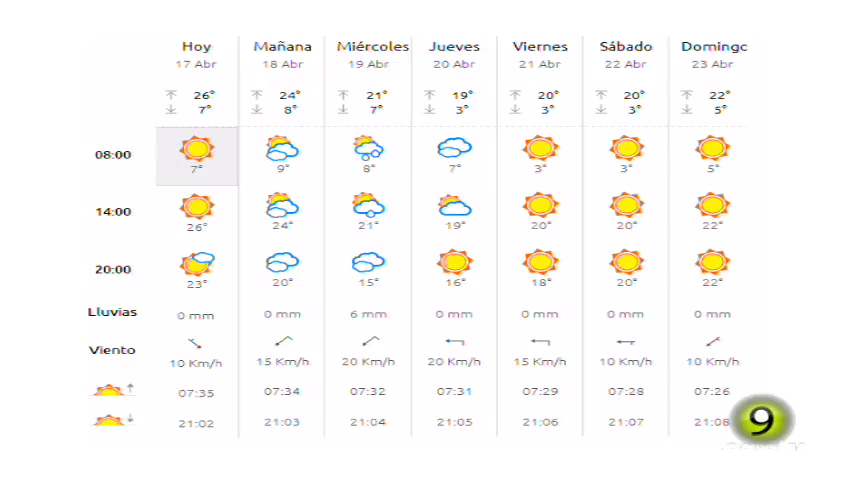 Hoy Mañana Miércoles Jueves Viernes Sábado Domingo
17 Abr 18 Abr 19 Abr 20 Abr 21 Abr 22 Abr 23 Abr
26° 24° 21° 19° 20° 20° 22°
7° 8° 7° 3° 3° 3° 5°
08:00
7° 9° 8° 7° 3° 3° 5°
14:00
26° 24° 21° 19° 20° 20° 22°
20:00
23° 20° 15° 16° 18° 20° 22°
Lluvias 0 mm 0 mm 6 mm 0 mm 0 mm 0 mm 0 mm
Viento 10 Km/h 15 Km/h 20 Km/h 20 Km/h 15 Km/h 10 Km/h 10 Km/h
07:35 07:34 07:32 07:31 07:29 07:28 07:26
21:02 21:03 21:04 21:05 21:06 21:07 21:08
9